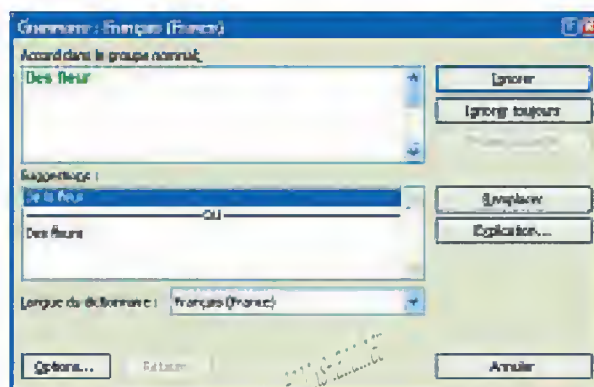 Grammaire : Français (France)
Accord dans le groupe nominal:
Des fleur
Ignorer
Ignorer toujours
Suggestions :
De la fleur
OU
Des fleurs
Remplacer
Explication...
Langue du dictionnaire : Français (France)
Options...
Annuler